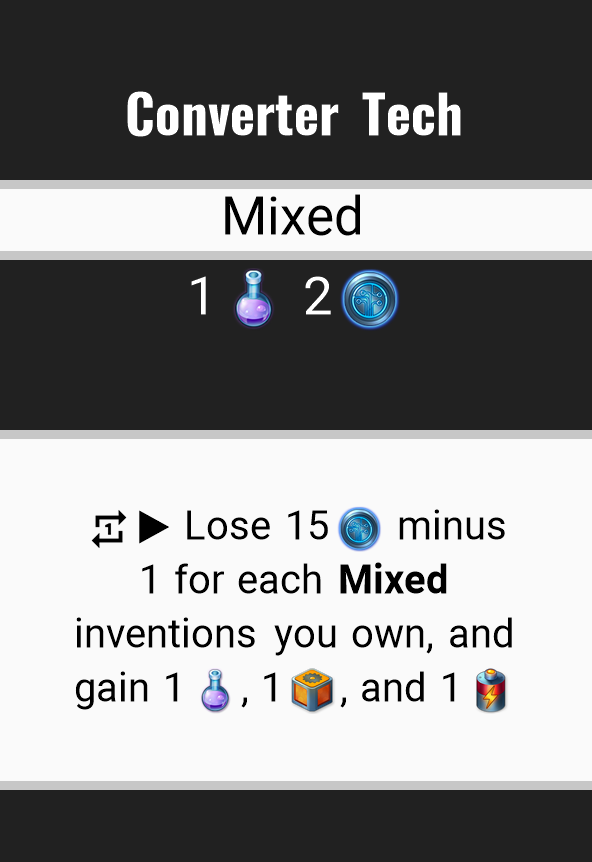 Converter Tech
Mixed
1 2
1 Lose 15 minus
1 for each Mixed
inventions you own, and
gain 1 , 1 , and 1